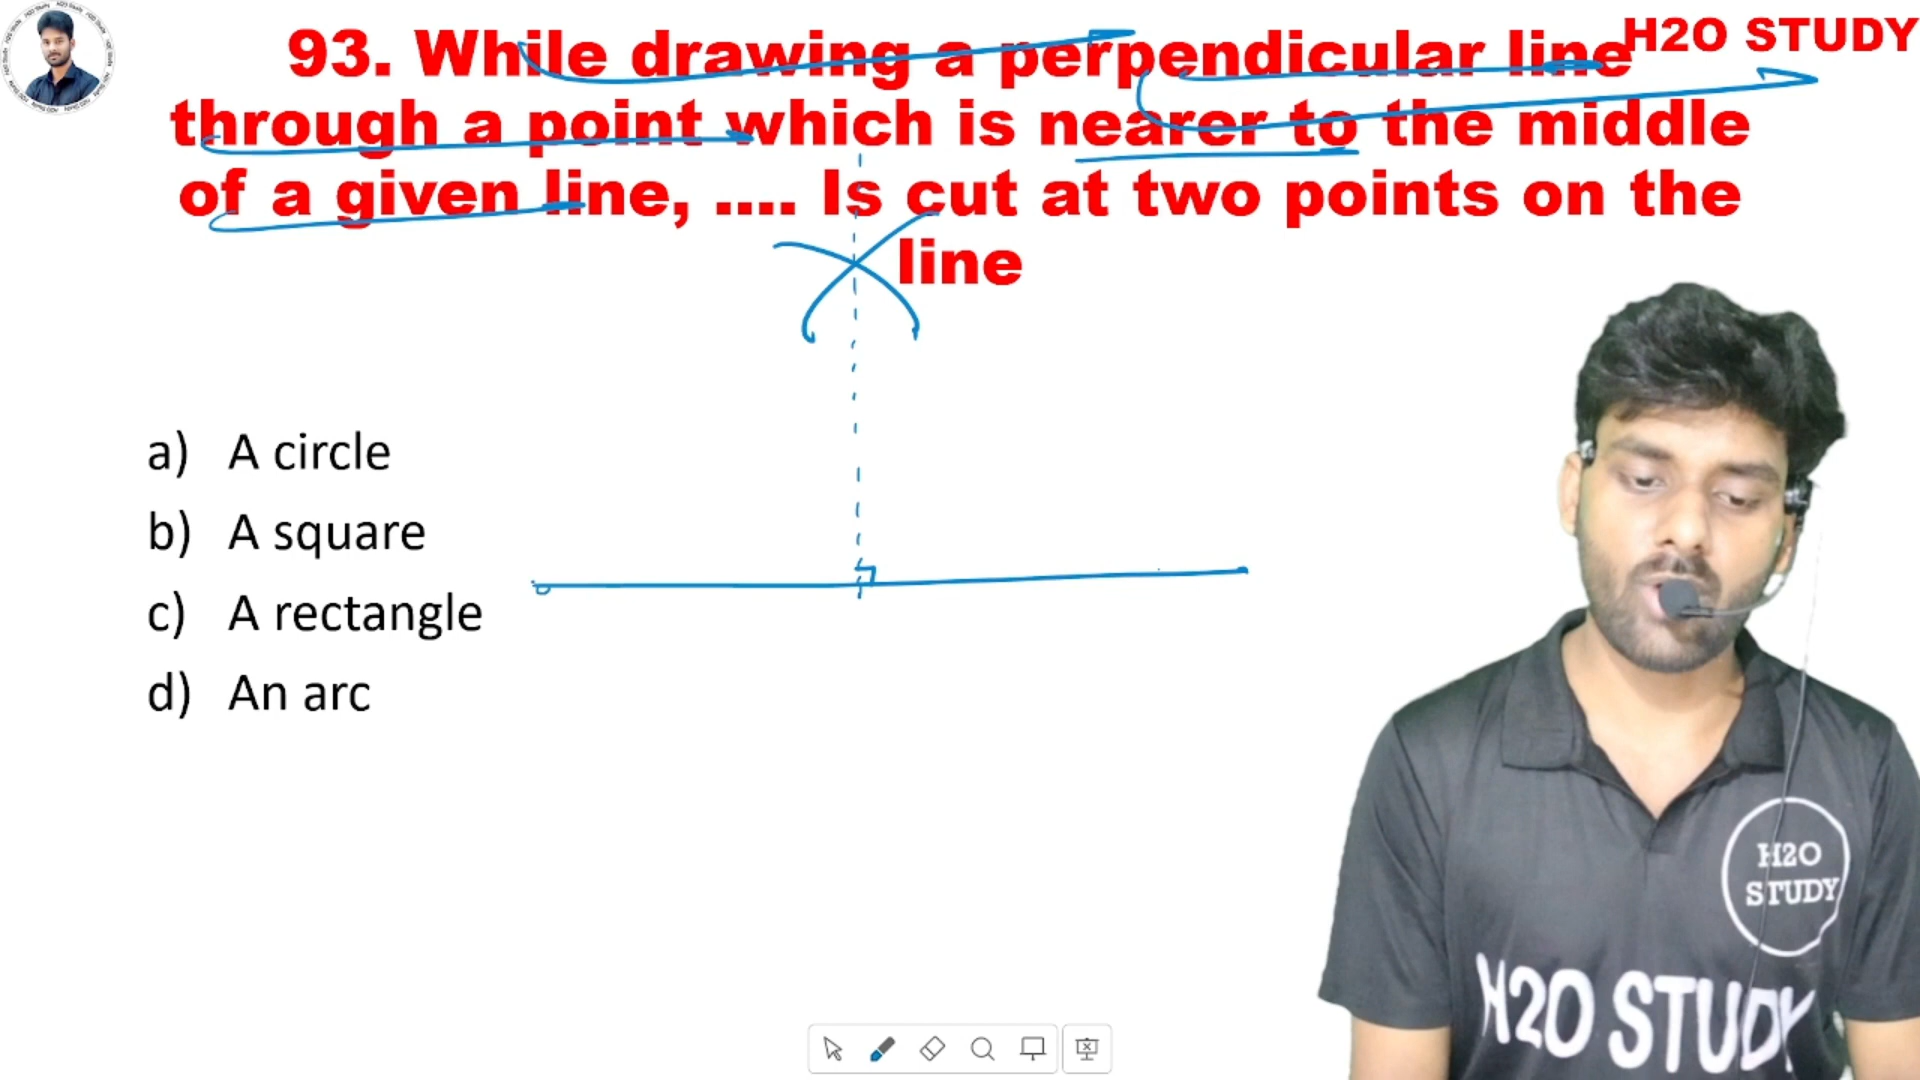 H2O STUDY
93. While drawing a perpendicular line
through a point which is nearer to the middle
of a given line, .... Is cut at two points on the
line
a) A circle
b) A square
c) A rectangle
d) An arc
H2O
STUDY
H2O STUDY